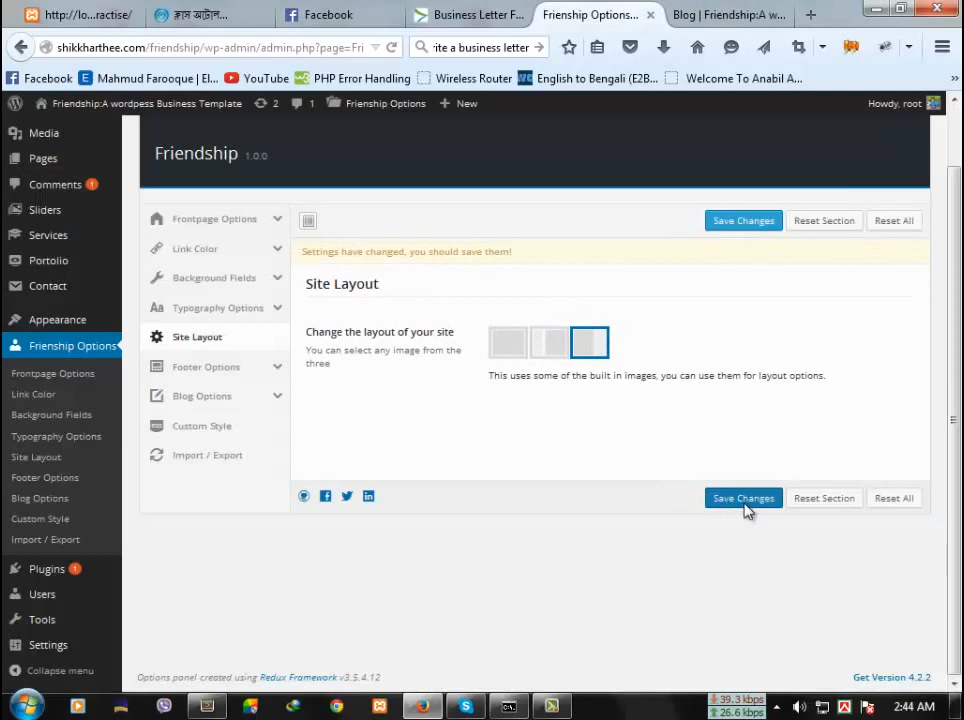 http://lo...ractise/
ক্লাস অটোল...
Facebook
Business Letter F...
Frienship Options...
Blog | Friendship:A w...
shikkharthee.com/friendship/wp-admin/admin.php?page=Fri
rite a business letter
Facebook
Mahmud Farooque | El...
YouTube
PHP Error Handling
Wireless Router
English to Bengali (E2B...
Welcome To Anabil A...
Friendship:A wordpess Business Template
2
1
Frienship Options
New
Howdy, root
Media
Pages
Comments 1
Sliders
Services
Portolio
Contact
Appearance
Frienship Options
Frontpage Options
Link Color
Background Fields
Typography Options
Site Layout
Footer Options
Blog Options
Custom Style
Import / Export
Plugins 1
Users
Tools
Settings
Collapse menu
Friendship 1.0.0
Frontpage Options
Link Color
Background Fields
Typography Options
Site Layout
Footer Options
Blog Options
Custom Style
Import / Export
Save Changes
Reset Section
Reset All
Settings have changed, you should save them!
Site Layout
Change the layout of your site
You can select any image from the
three
This uses some of the built in images, you can use them for layout options.
Save Changes
Reset Section
Reset All
Options panel created using Redux Framework v3.5.4.12
Get Version 4.2.2
39.3 kbps
26.6 kbps
2:44 AM